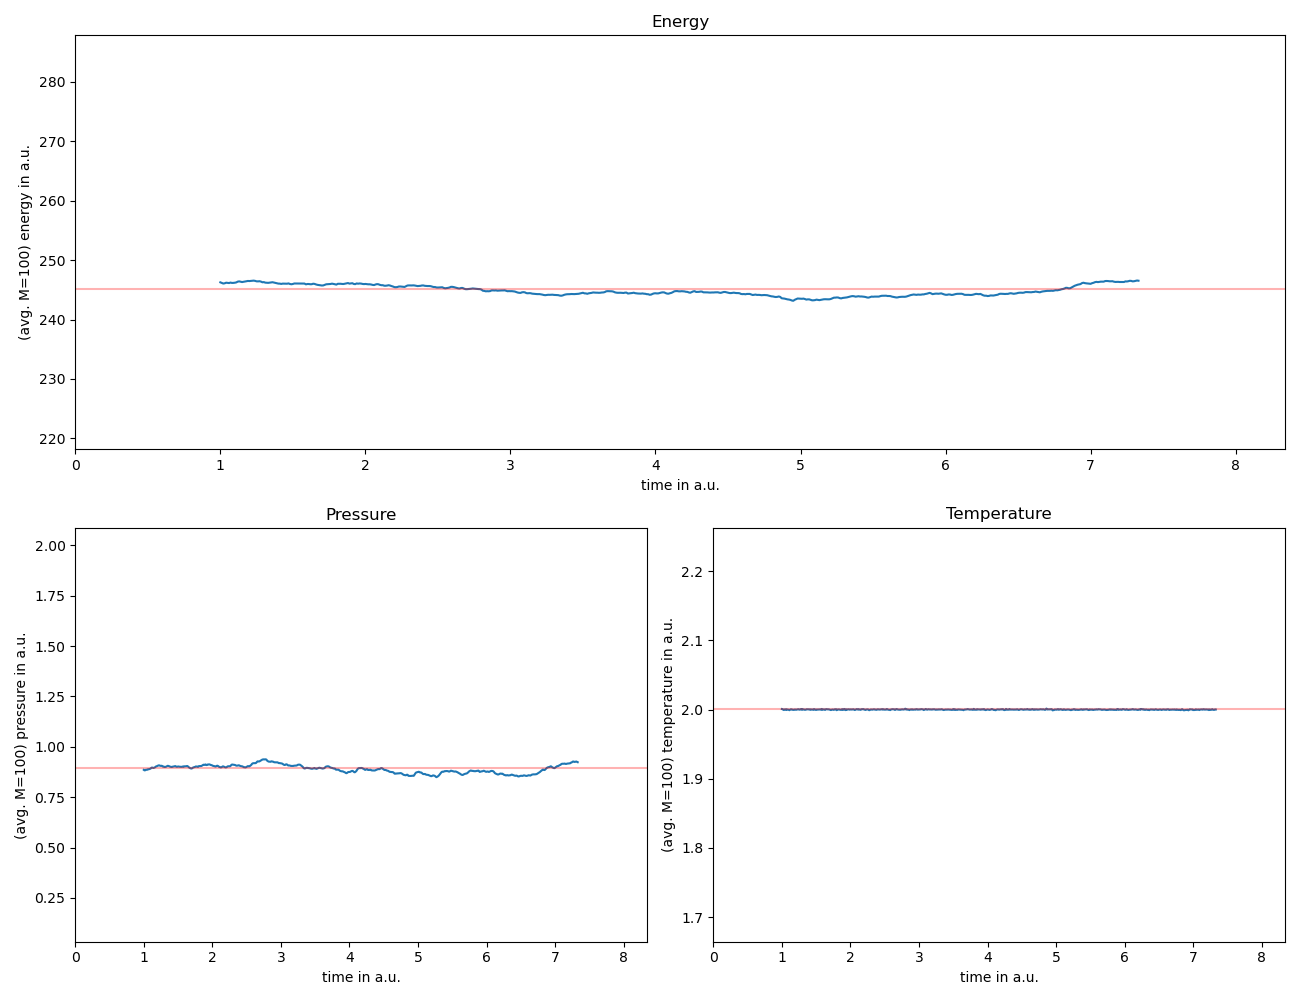 Energy
(avg. M=100) energy in a.u.
280
270
260
250
240
230
220
0 1 2 3 4 5 6 7 8
time in a.u.
Pressure
(avg. M=100) pressure in a.u.
2.00
1.75
1.50
1.25
1.00
0.75
0.50
0.25
0 1 2 3 4 5 6 7 8
time in a.u.
Temperature
(avg. M=100) temperature in a.u.
2.2
2.1
2.0
1.9
1.8
1.7
0 1 2 3 4 5 6 7 8
time in a.u.